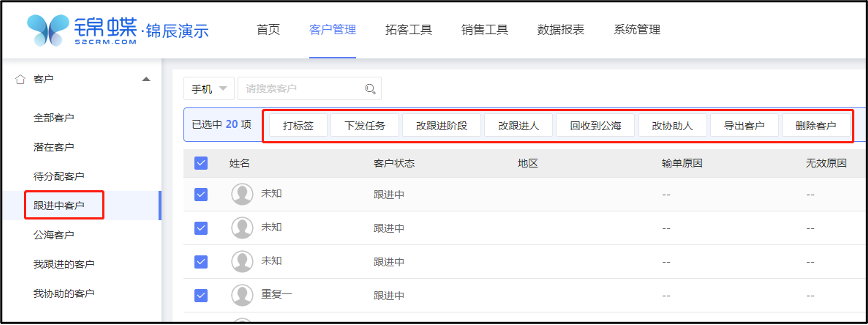 锦蝶 ·锦辰演示
S2CRM.COM
首页 客户管理 拓客工具 销售工具 数据报表 系统管理
客户
全部客户
潜在客户
待分配客户
跟进中客户
公海客户
我跟进的客户
我协助的客户
手机 请搜索客户
已选中 20 项 打标签 下发任务 改跟进阶段 改跟进人 回收到公海 改协助人 导出客户 删除客户
姓名 客户状态 地区 输单原因 无效原因
未知 跟进中 -- --
未知 跟进中 -- --
未知 跟进中 -- --
重复一 跟进中 -- --